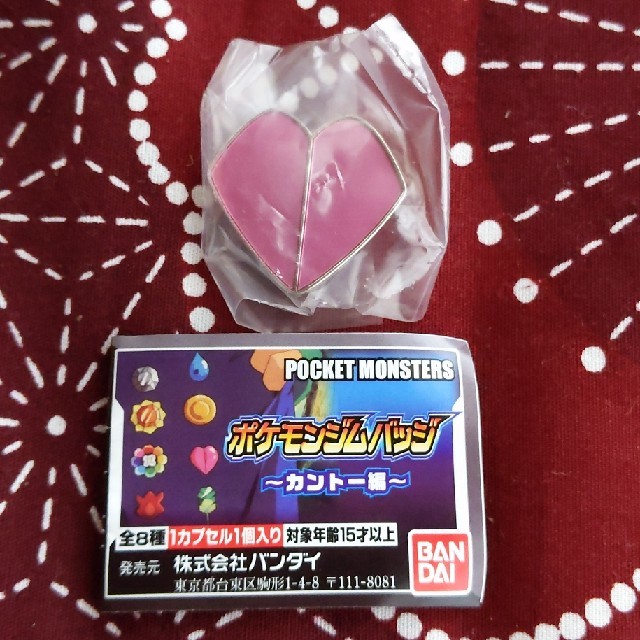 POCKET MONSTERS
ポケモンジムバッジ
～カントー編～
全8種 1カプセル1個入り 対象年齢15才以上
発売元 株式会社バンダイ
東京都台東区駒形1-4-8 〒111-8081
BAN
DAI